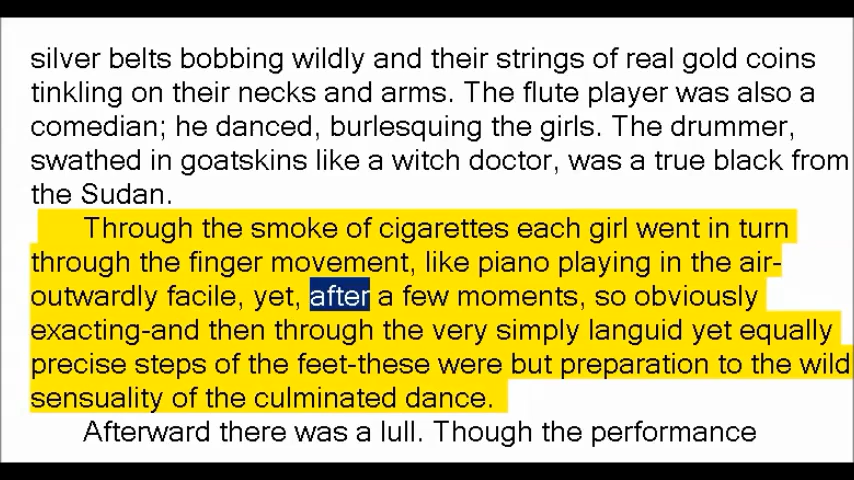 silver belts bobbing wildly and their strings of real gold coins
tinkling on their necks and arms. The flute player was also a
comedian; he danced, burlesquing the girls. The drummer,
swathed in goatskins like a witch doctor, was a true black from
the Sudan.
Through the smoke of cigarettes each girl went in turn
through the finger movement, like piano playing in the air-
outwardly facile, yet, after a few moments, so obviously
exacting-and then through the very simply languid yet equally
precise steps of the feet-these were but preparation to the wild
sensuality of the culminated dance.
Afterward there was a lull. Though the performance